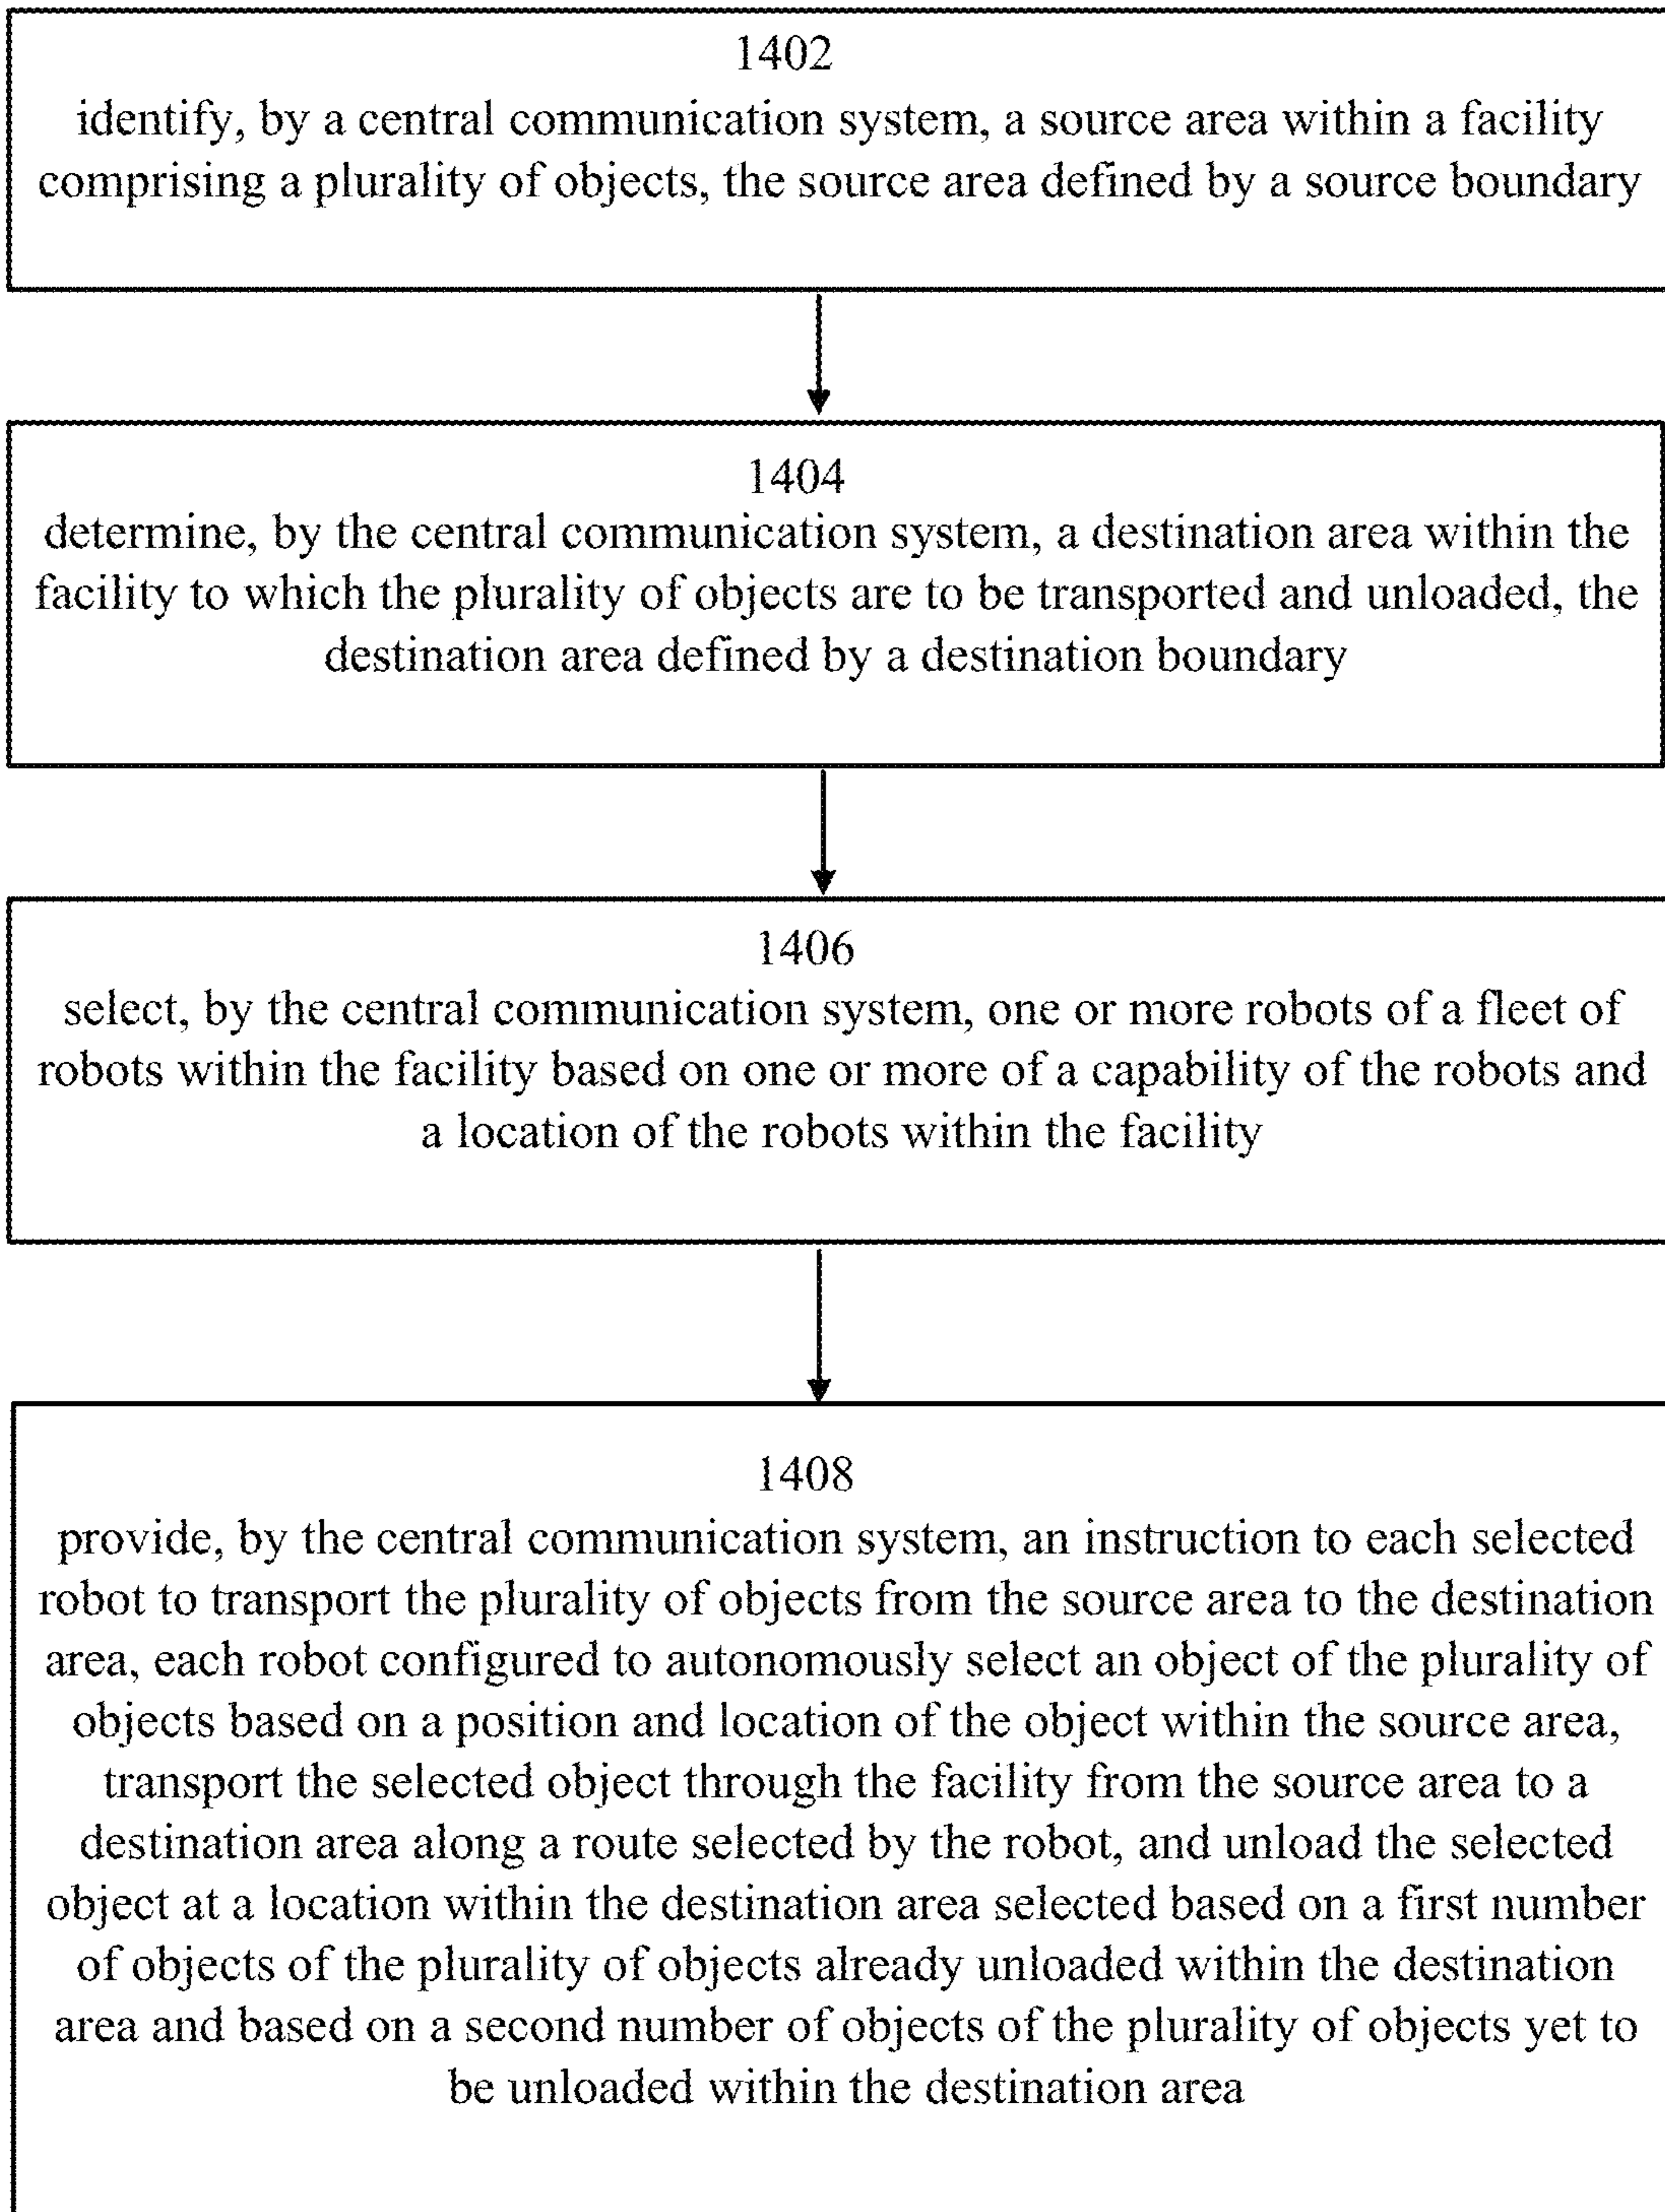 1402
identify, by a central communication system, a source area within a facility
comprising a plurality of objects, the source area defined by a source boundary
1404
determine, by the central communication system, a destination area within the
facility to which the plurality of objects are to be transported and unloaded, the
destination area defined by a destination boundary
1406
select, by the central communication system, one or more robots of a fleet of
robots within the facility based on one or more of a capability of the robots and
a location of the robots within the facility
1408
provide, by the central communication system, an instruction to each selected
robot to transport the plurality of objects from the source area to the destination
area, each robot configured to autonomously select an object of the plurality of
objects based on a position and location of the object within the source area,
transport the selected object through the facility from the source area to a
destination area along a route selected by the robot, and unload the selected
object at a location within the destination area selected based on a first number
of objects of the plurality of objects already unloaded within the destination
area and based on a second number of objects of the plurality of objects yet to
be unloaded within the destination area